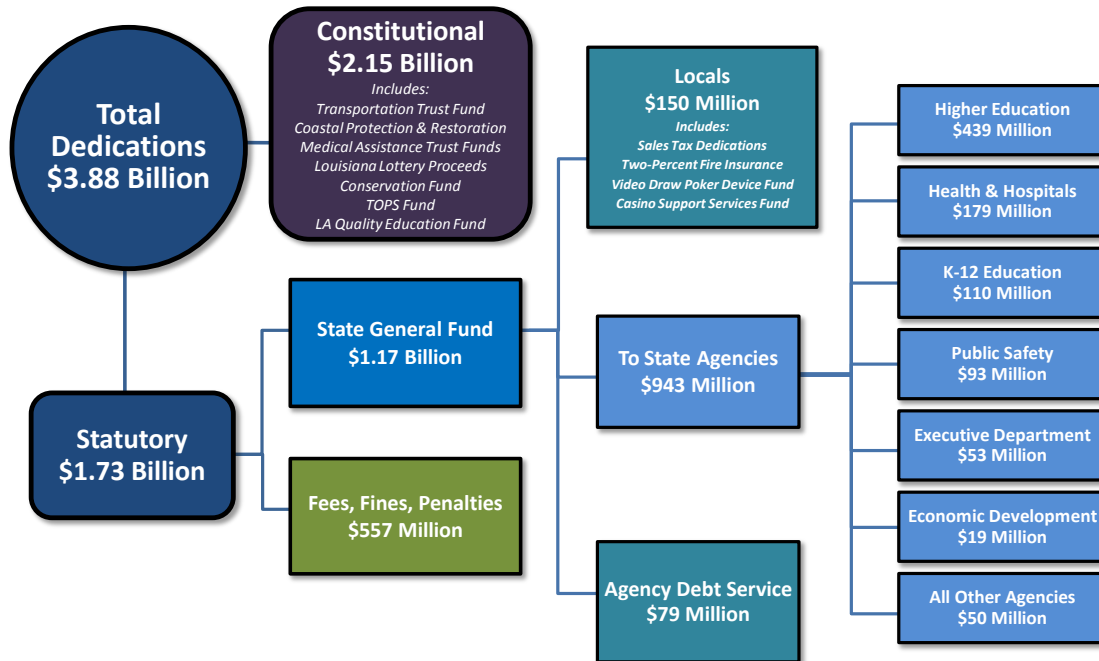 Total
Dedications
$3.88 Billion
Constitutional
$2.15 Billion
Includes:
Transportation Trust Fund
Coastal Protection & Restoration
Medical Assistance Trust Funds
Louisiana Lottery Proceeds
Conservation Fund
TOPS Fund
LA Quality Education Fund
Statutory
$1.73 Billion
State General Fund
$1.17 Billion
Fees, Fines, Penalties
$557 Million
Locals
$150 Million
Includes:
Sales Tax Dedications
Two-Percent Fire Insurance
Video Draw Poker Device Fund
Casino Support Services Fund
To State Agencies
$943 Million
Agency Debt Service
$79 Million
Higher Education
$439 Million
Health & Hospitals
$179 Million
K-12 Education
$110 Million
Public Safety
$93 Million
Executive Department
$53 Million
Economic Development
$19 Million
All Other Agencies
$50 Million